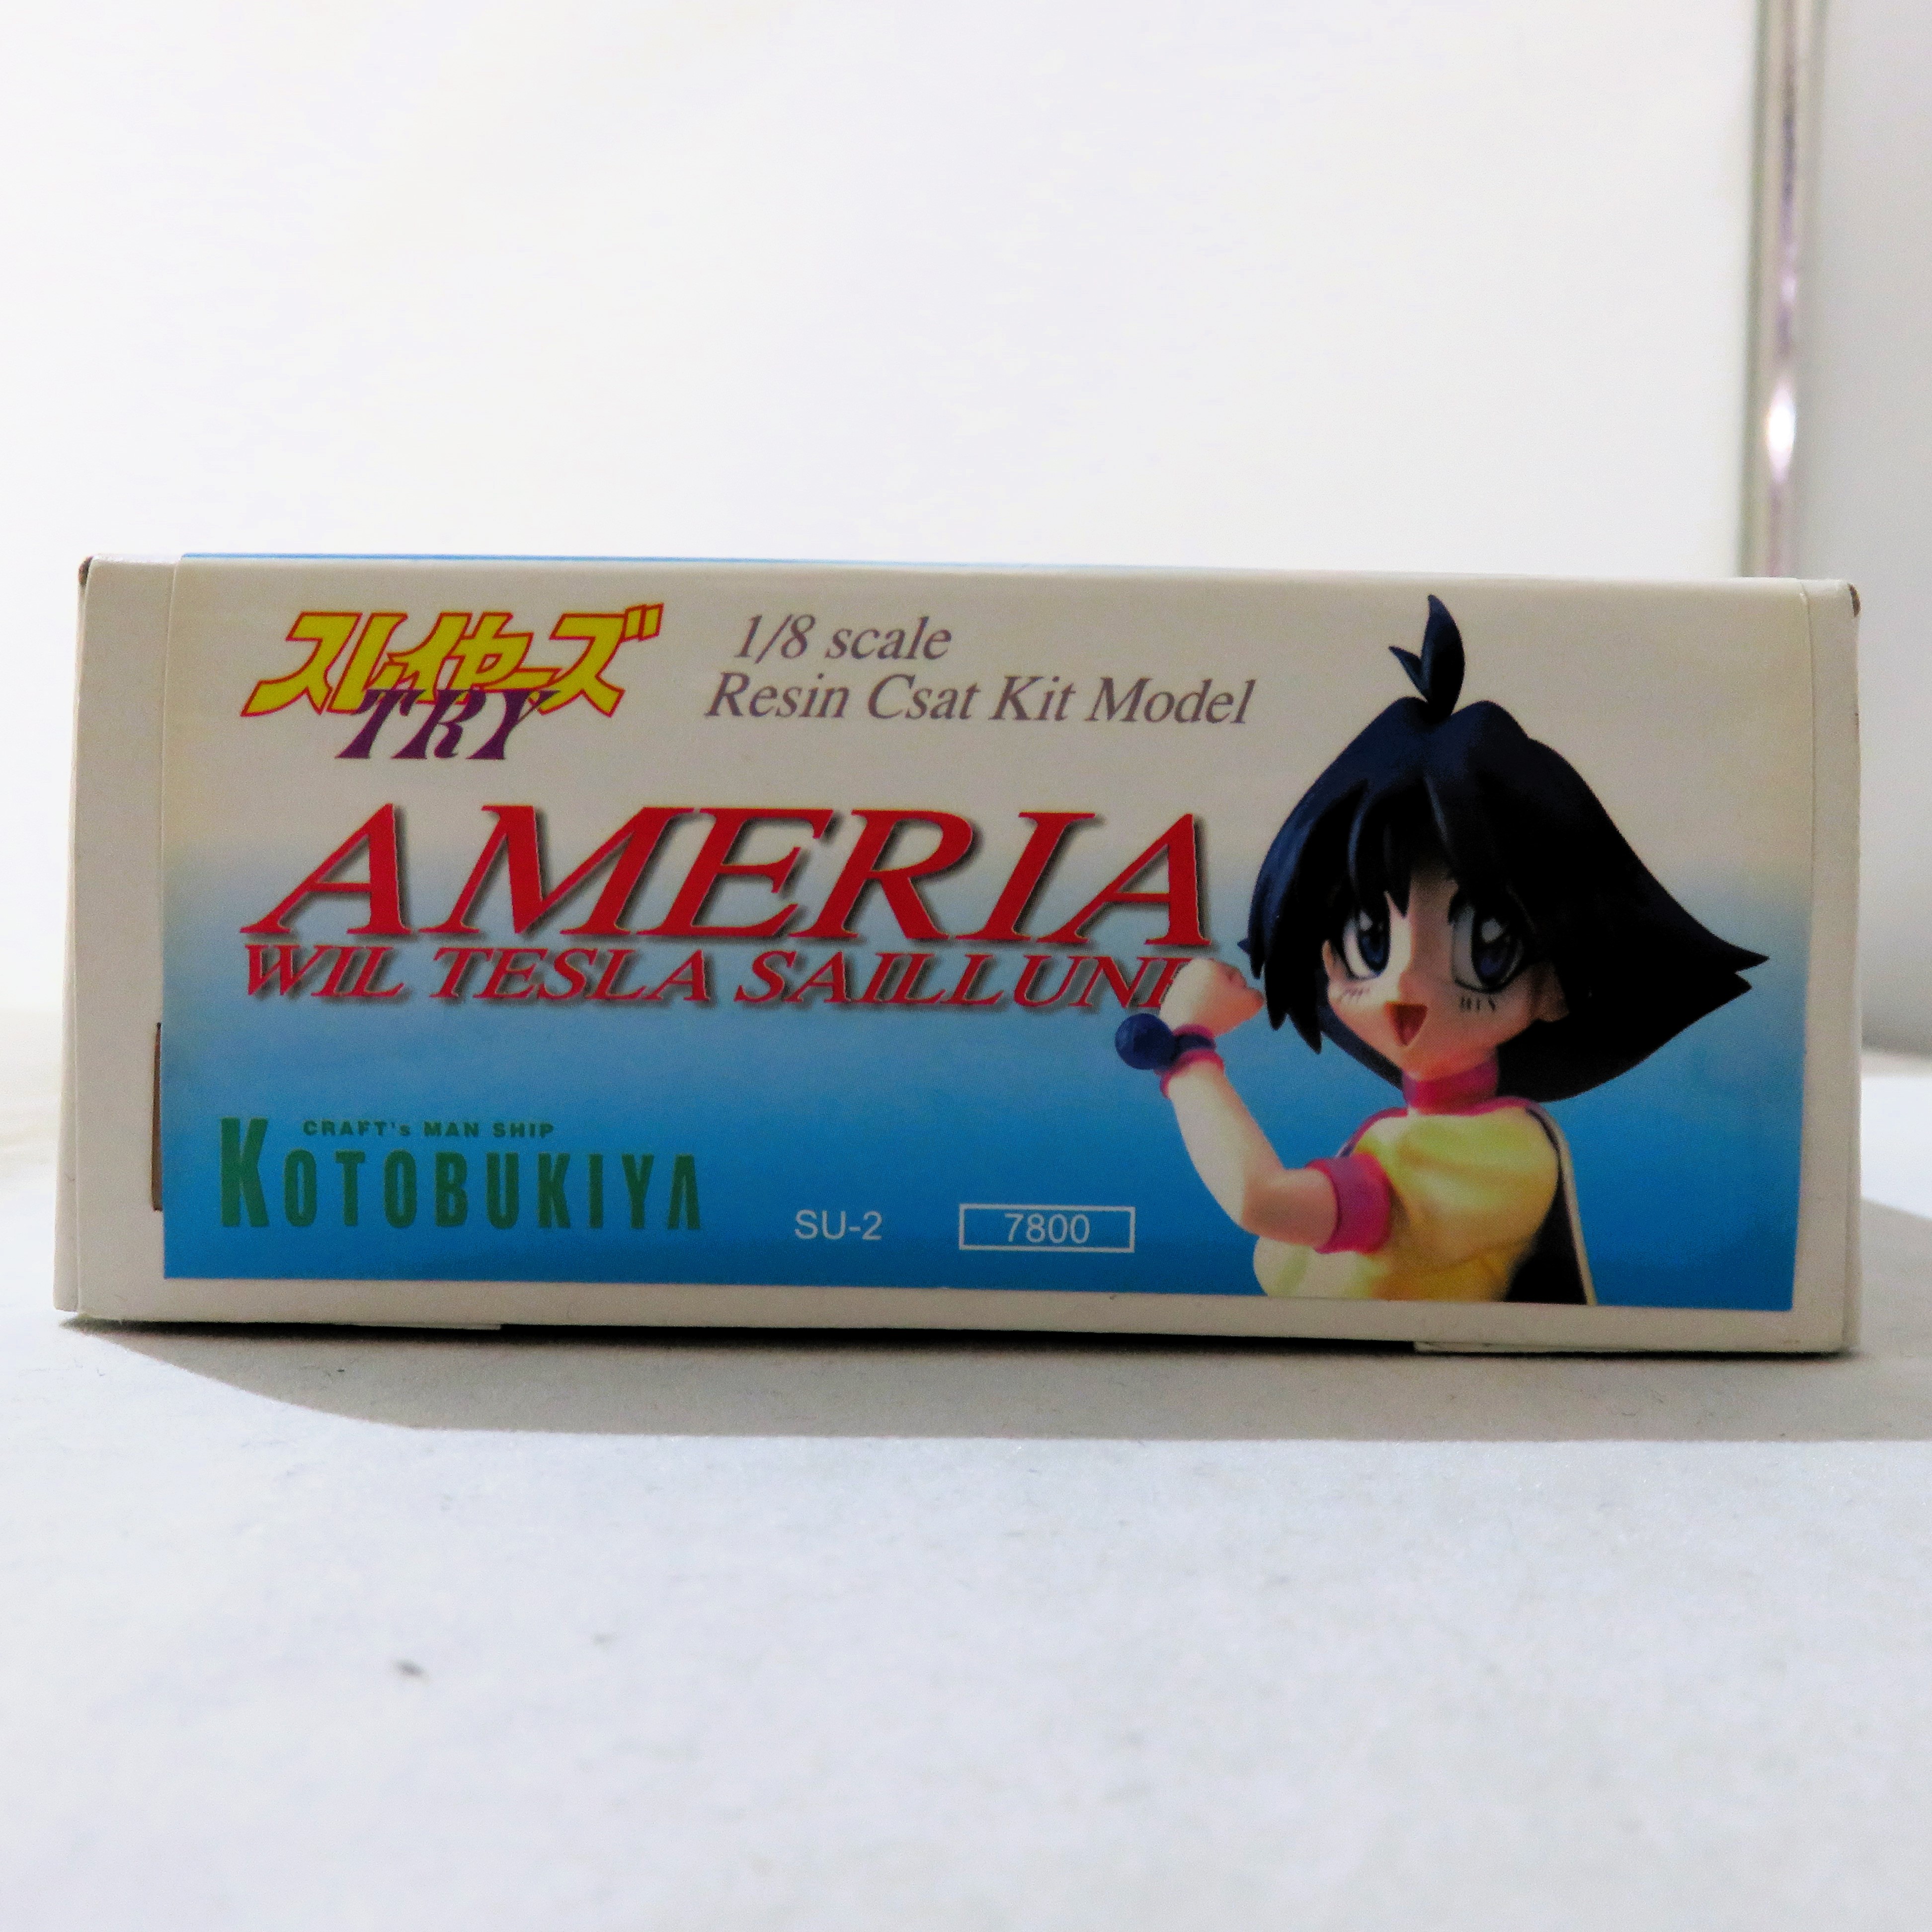 スレイヤーズ
TRY
1/8 scale
Resin Csat Kit Model
AMERIA
WIL TESLA SAILLUNE
CRAFT's MAN SHIP
KOTOBUKIYA
SU-2
7800